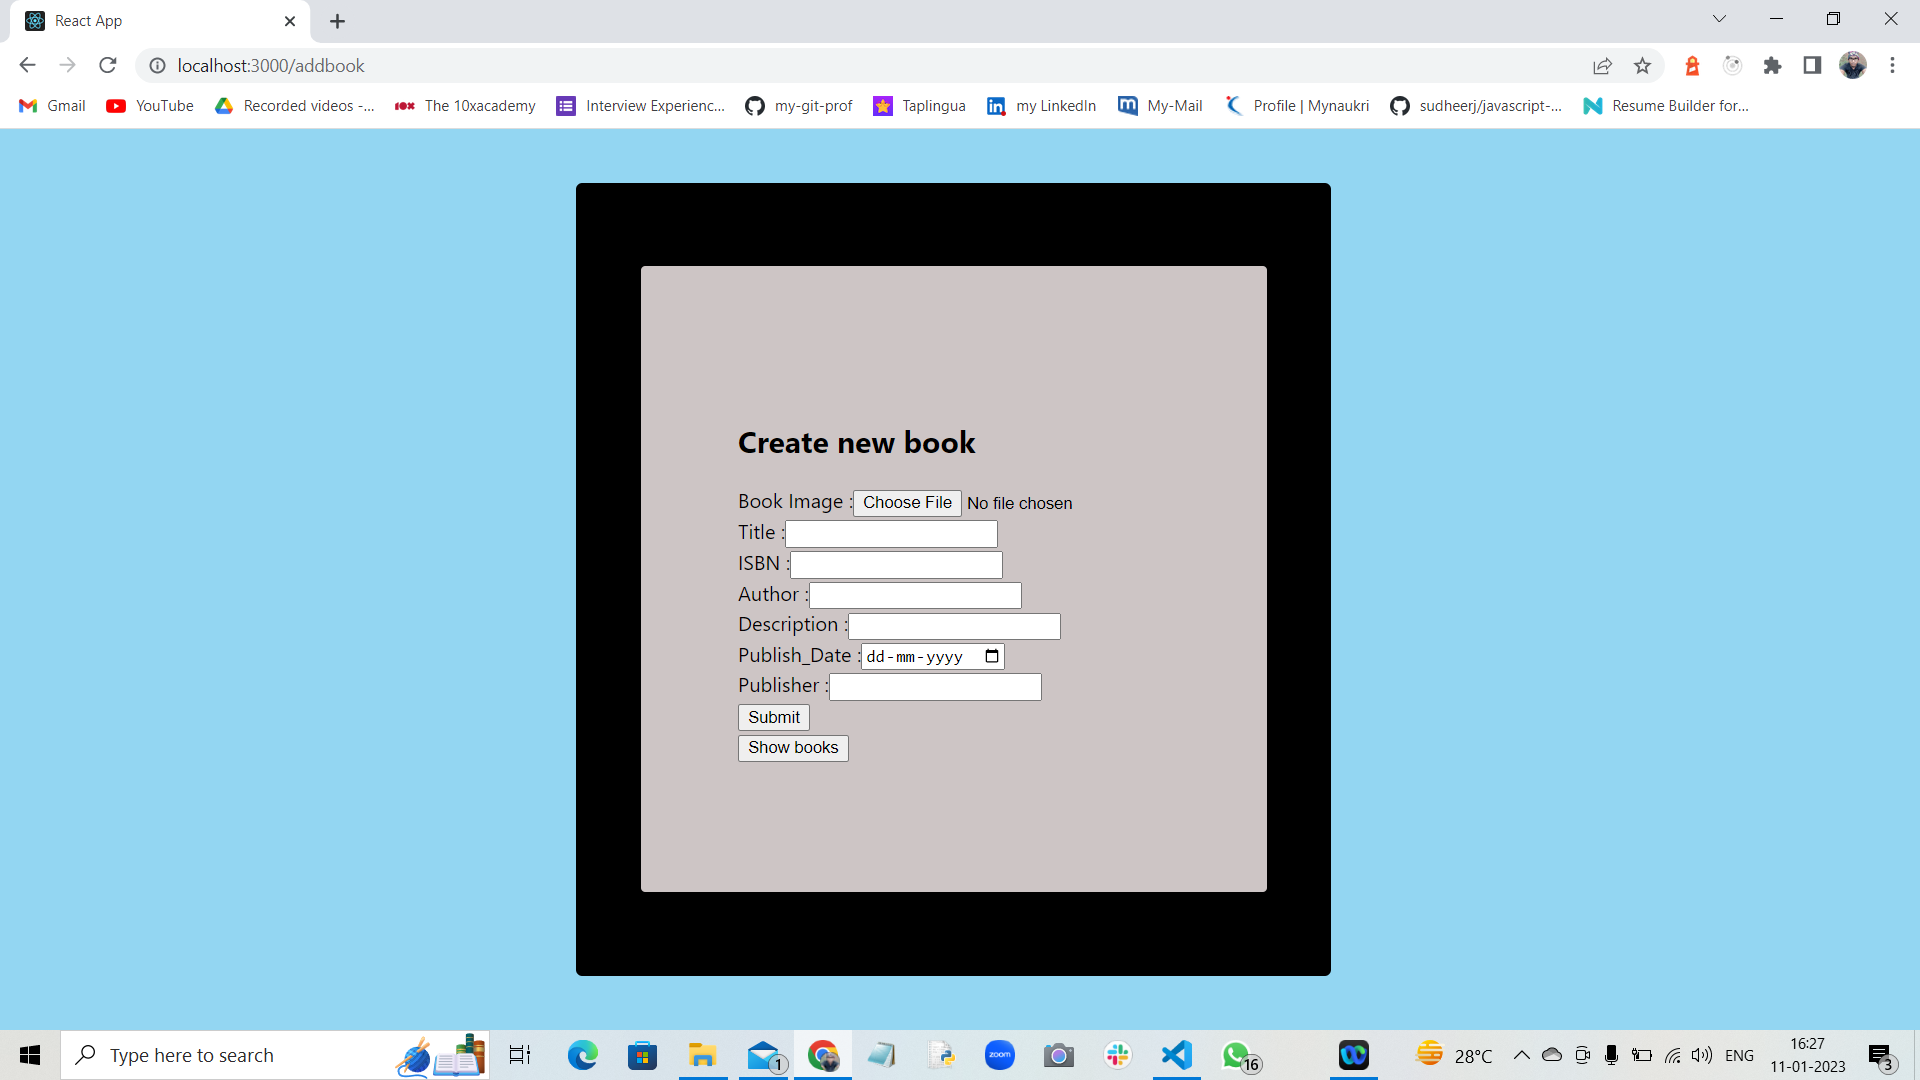 React App
localhost:3000/addbook
Gmail YouTube Recorded videos -... 10x The 10xacademy Interview Experienc... my-git-prof Taplingua my LinkedIn My-Mail Profile | Mynaukri sudheerj/javascript-... Resume Builder for...
Create new book
Book Image : Choose File No file chosen
Title :
ISBN :
Author :
Description :
Publish_Date : dd-mm-yyyy
Publisher :
Submit
Show books
Type here to search 1 zoom 16 28°C ENG 16:27
11-01-2023 3